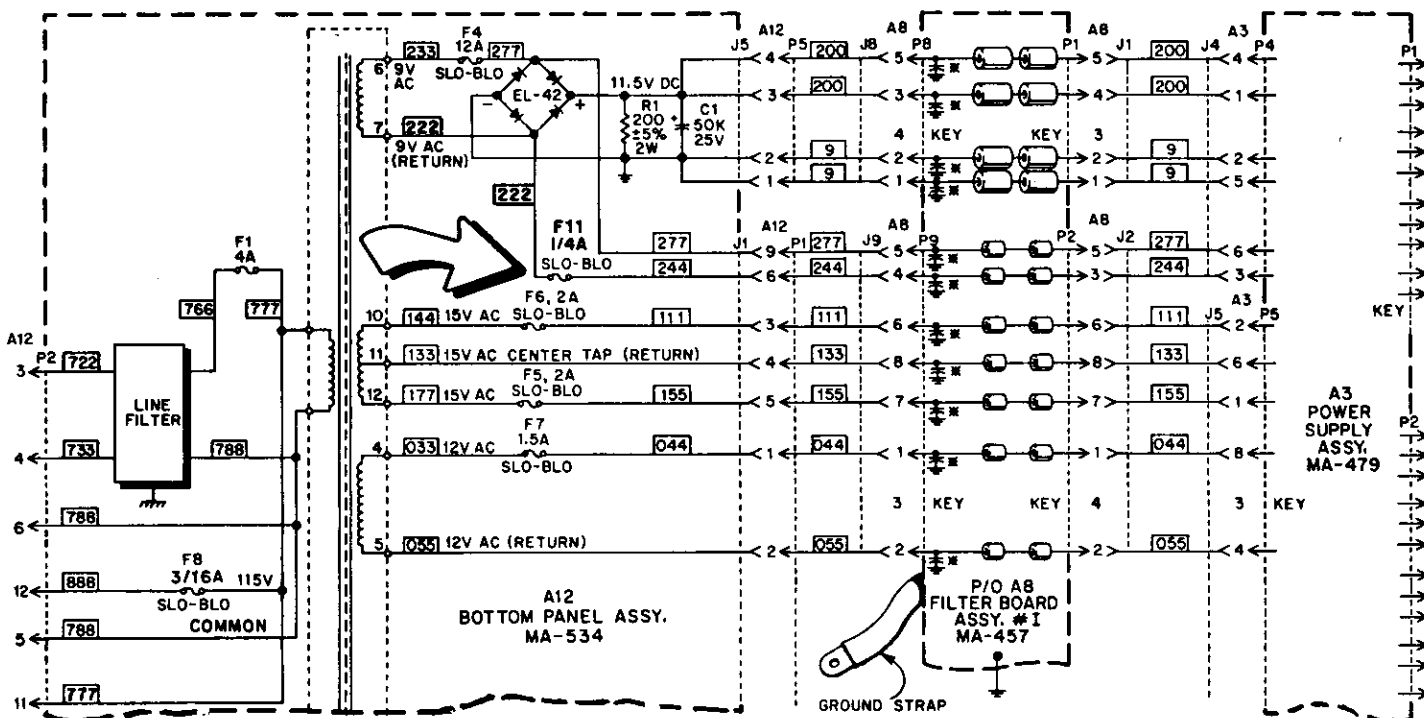 A12 A8 A8 A3
F4
12A
SLO-BLO
233 277
J5 P5 J8 P8 P1 J1 J4 P4 P1
6
9V
AC
EL-42
- +
11.5V DC
4 200 5 5 200 4
3 200 3 4 200 1
R1
200
±5%
2W
+
C1
50K
25V
4 KEY KEY 3
7 222
9V AC
(RETURN)
2 9 2 2 9 2
1 9 1 1 9 5
222
A12 A8 A8
F11
1/4A
SLO-BLO
J1 P1 J9 P9 P2 J2
277 9 277 5 5 277 6
244 6 244 4 3 244 3
F1
4A
F6, 2A
SLO-BLO
A3
J5 P5
KEY
766 777
10 144 15V AC 111 3 111 6 6 111 2
11 133 15V AC CENTER TAP (RETURN) 4 133 8 8 133 6
F5, 2A
SLO-BLO
12 177 15V AC 155 5 155 7 7 155 1
A12
P2
3 722
LINE
FILTER
4 733
788
F7
1.5A
SLO-BLO
4 033 12V AC 044 1 044 1 1 044 8
A3
POWER
SUPPLY
ASSY.
MA-479
P2
3 KEY KEY 4 3 KEY
6 788
5 055 12V AC (RETURN) 2 055 2 2 055 4
F8
3/16A
SLO-BLO
12 888 115V
5 788 COMMON
11 777
A12
BOTTOM PANEL ASSY.
MA-534
P/O A8
FILTER BOARD
ASSY. #1
MA-457
GROUND STRAP